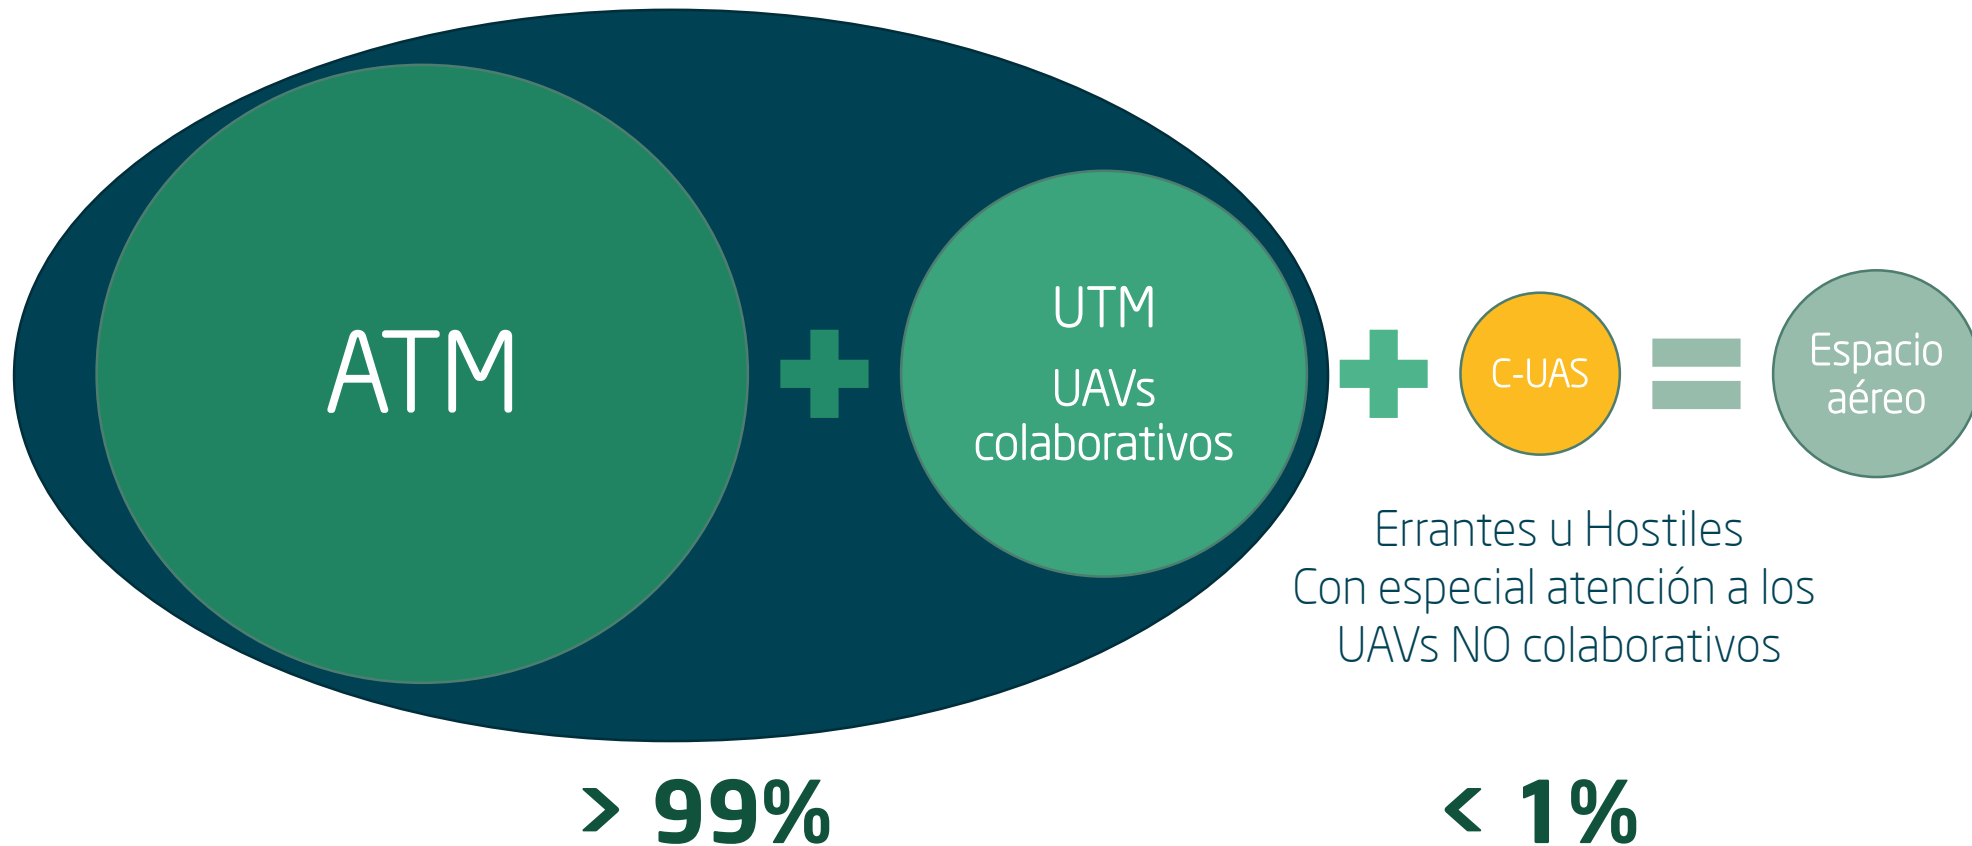 ATM
UTM
UAVs
colaborativos
C-UAS
Espacio
aéreo
Errantes u Hostiles
Con especial atención a los
UAVs NO colaborativos
> 99%
< 1%